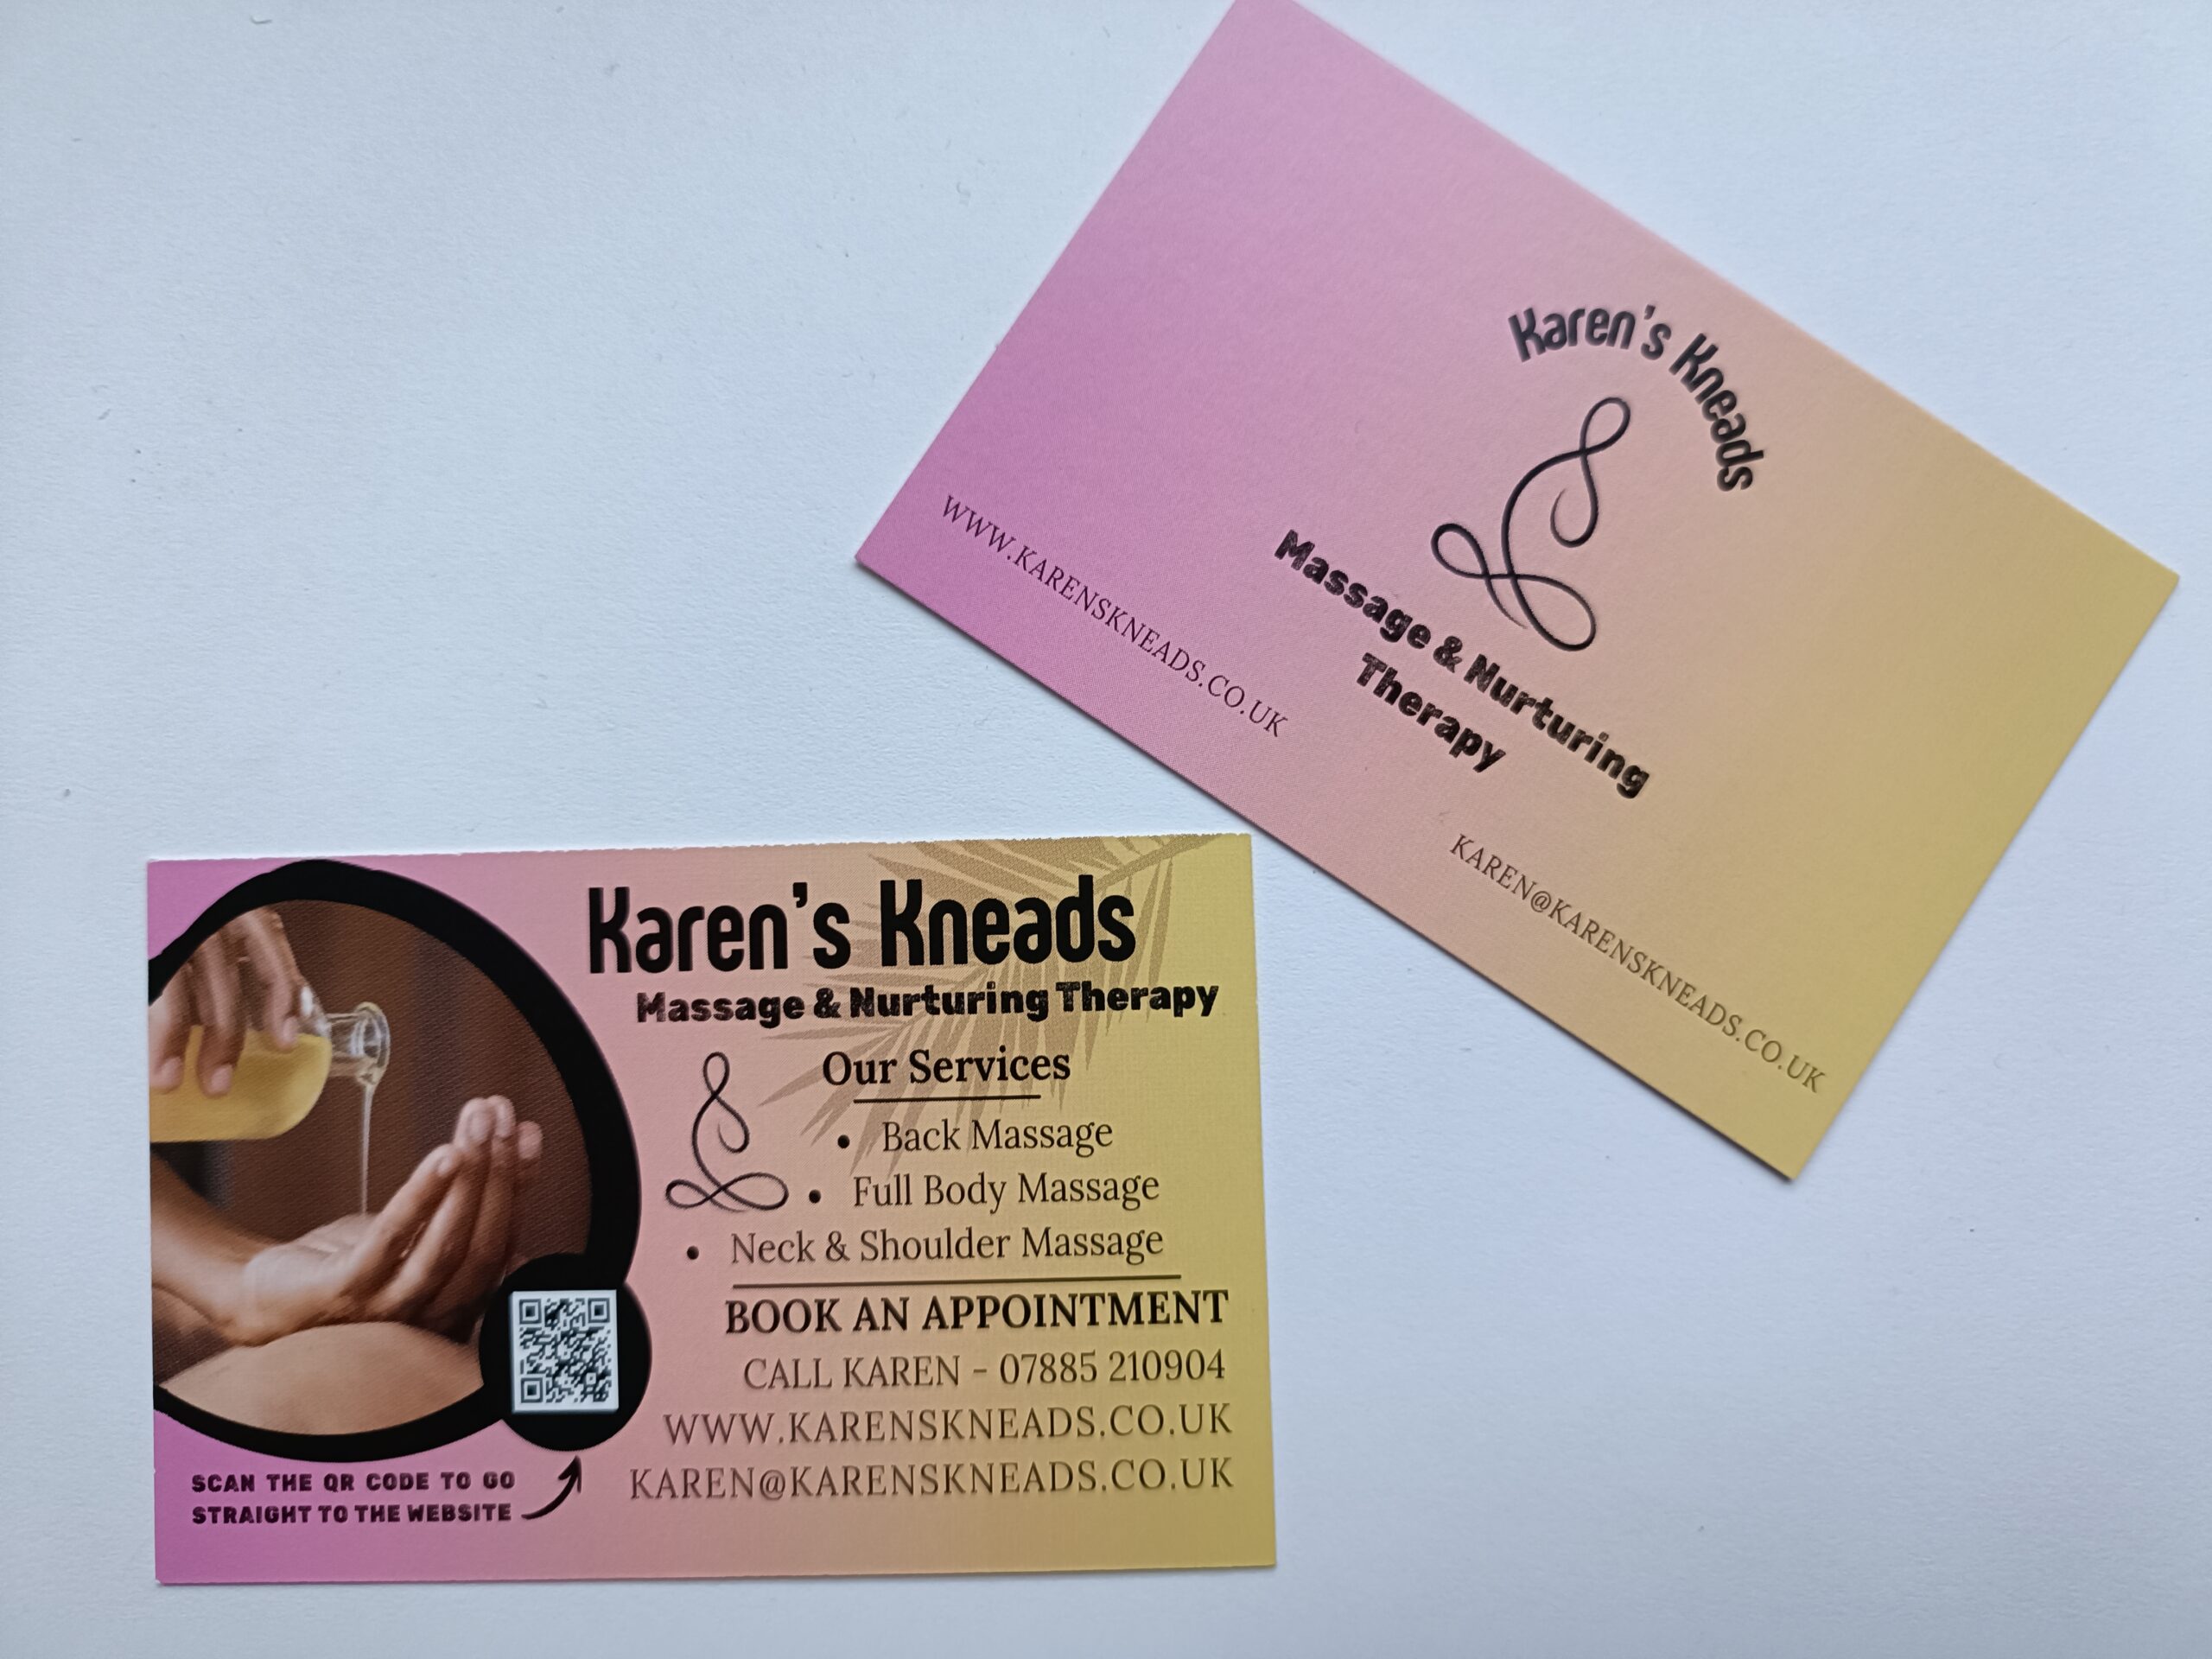 Karen's Kneads
Massage & Nurturing
Therapy
WWW.KARENSKNEADS.CO.UK
KAREN@KARENSKNEADS.CO.UK
Karen's Kneads
Massage & Nurturing Therapy
Our Services
• Back Massage
• Full Body Massage
• Neck & Shoulder Massage
BOOK AN APPOINTMENT
CALL KAREN - 07885 210904
WWW.KARENSKNEADS.CO.UK
KAREN@KARENSKNEADS.CO.UK
SCAN THE QR CODE TO GO
STRAIGHT TO THE WEBSITE